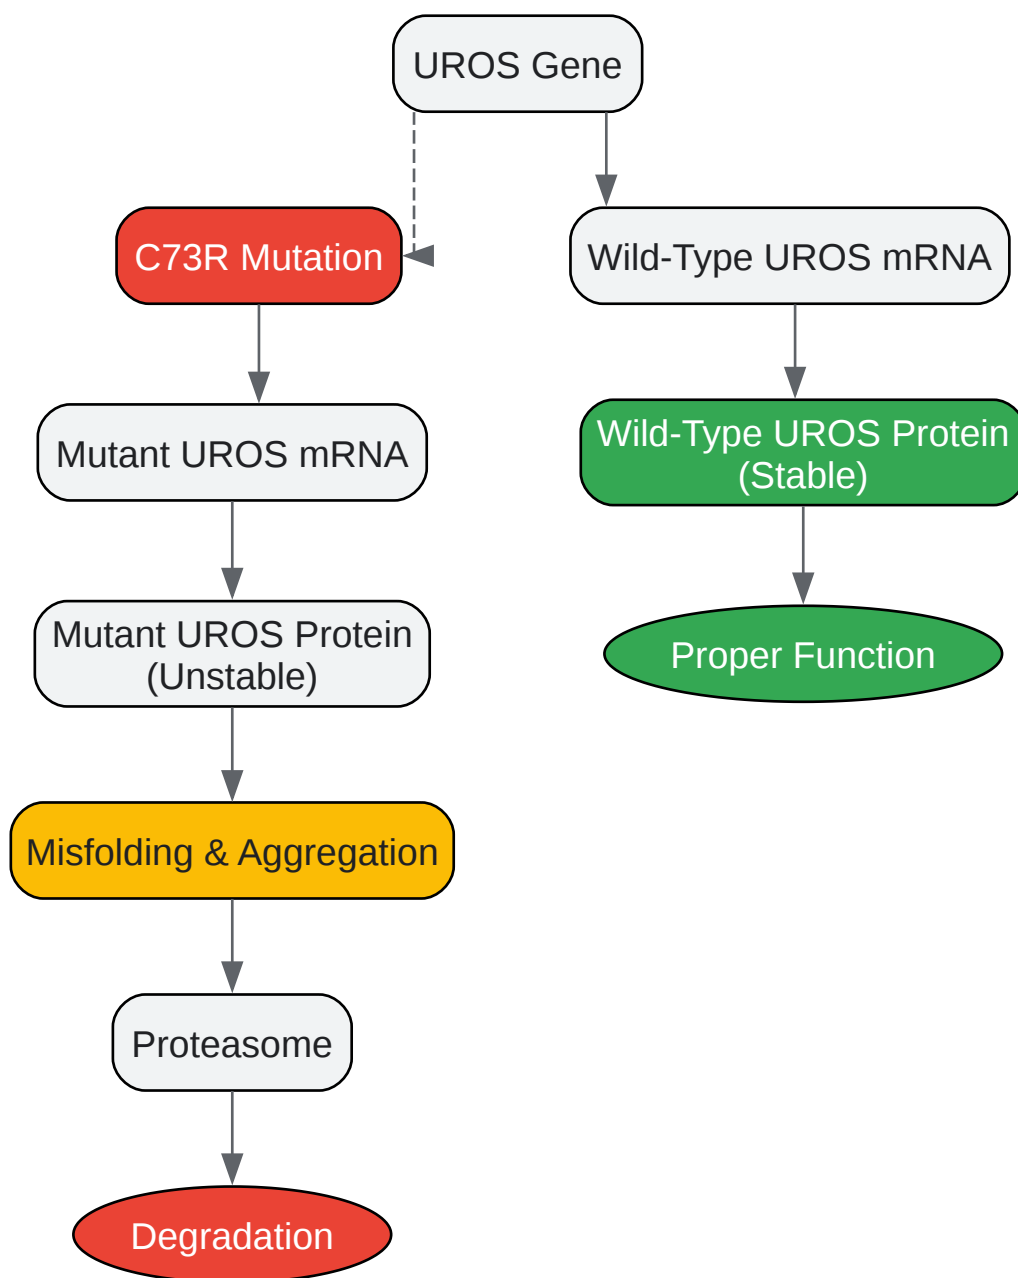 UROS Gene
C73R Mutation
Wild-Type UROS mRNA
Mutant UROS mRNA
Wild-Type UROS Protein
(Stable)
Mutant UROS Protein
(Unstable)
Proper Function
Misfolding & Aggregation
Proteasome
Degradation